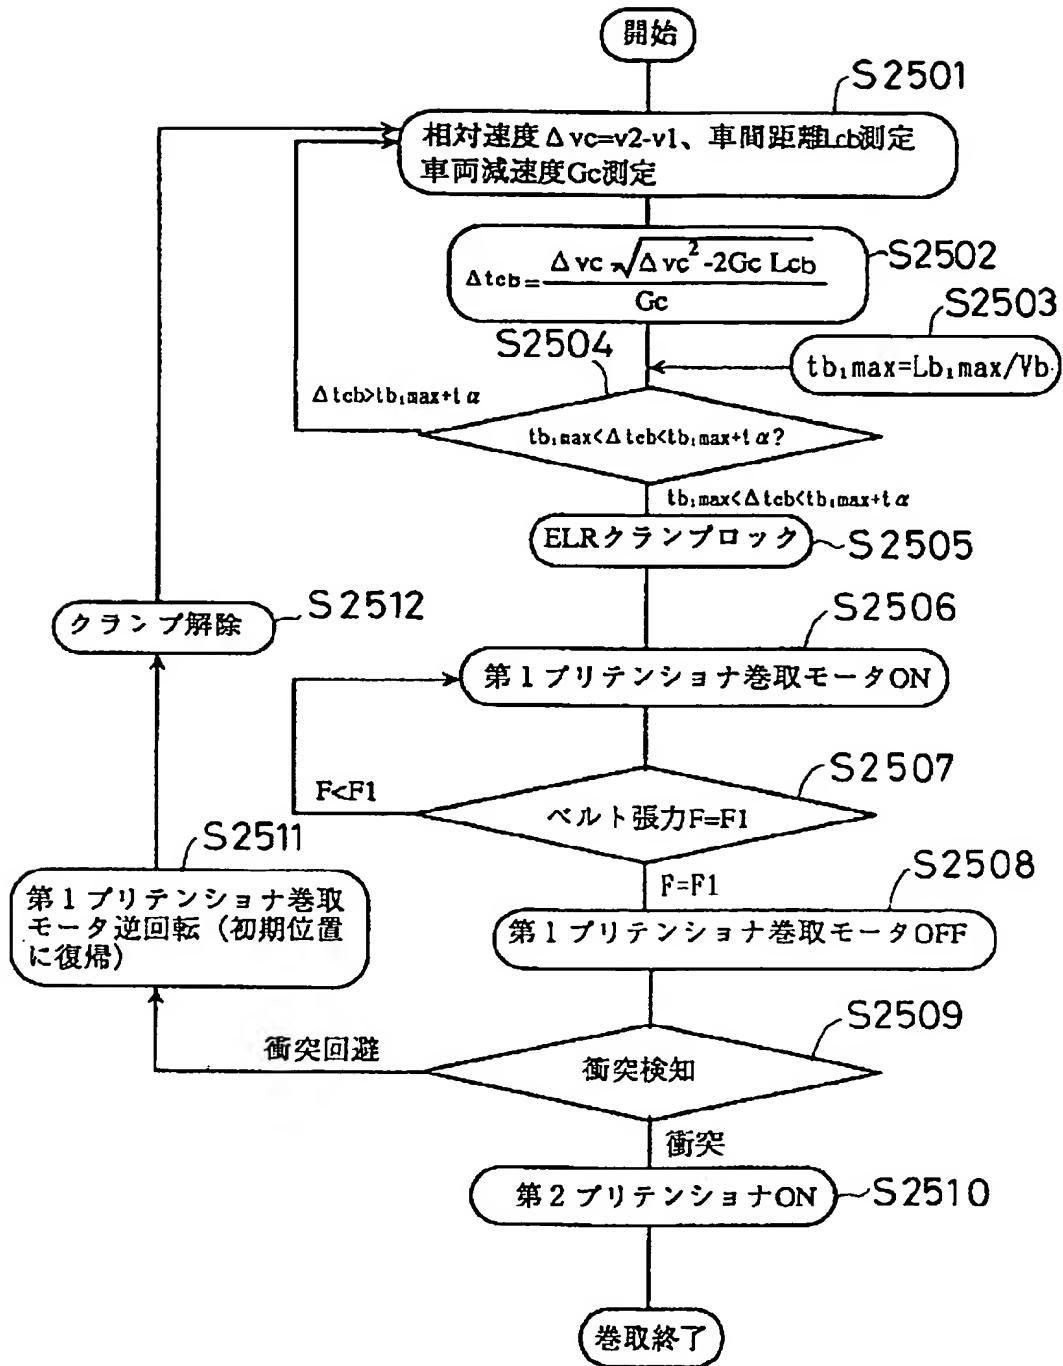 開始
S2501
相対速度Δvc=v2-v1、車間距離Lcb測定
車両減速度Gc測定
Δtcb=
Δvc-√Δvc²-2Gc Lcb
Gc
S2502
S2503
tb₁max=Lb₁max/Vb
S2504
Δtcb>tb₁max+tα
tb₁max<Δtcb<tb₁max+tα?
tb₁max<Δtcb<tb₁max+tα
ELRクランプロック
S2505
クランプ解除
S2512
S2506
第1プリテンショナ巻取モータON
S2507
F<F1
ベルト張力F=F1
S2511
F=F1
S2508
第1プリテンショナ巻取
モータ逆回転（初期位置
に復帰）
第1プリテンショナ巻取モータOFF
S2509
衝突回避
衝突検知
衝突
第2プリテンショナON
S2510
巻取終了